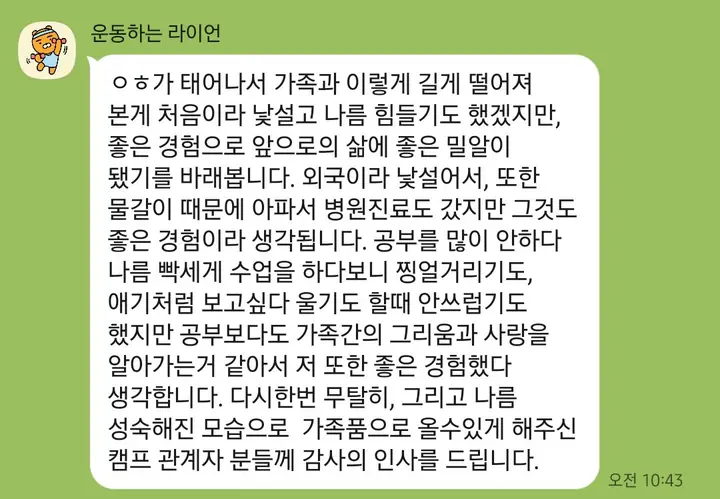 운동하는 라이언
ㅇㅎ가 태어나서 가족과 이렇게 길게 떨어져
본게 처음이라 낯설고 나름 힘들기도 했겠지만,
좋은 경험으로 앞으로의 삶에 좋은 밀알이
됐기를 바래봅니다. 외국이라 낯설어서, 또한
물갈이 때문에 아파서 병원진료도 갔지만 그것도
좋은 경험이라 생각됩니다. 공부를 많이 안하다
나름 빡세게 수업을 하다보니 찡얼거리기도,
애기처럼 보고싶다 울기도 할때 안쓰럽기도
했지만 공부보다도 가족간의 그리움과 사랑을
알아가는거 같아서 저 또한 좋은 경험했다
생각합니다. 다시한번 무탈히, 그리고 나름
성숙해진 모습으로  가족품으로 올수있게 해주신
캠프 관계자 분들께 감사의 인사를 드립니다.
오전 10:43